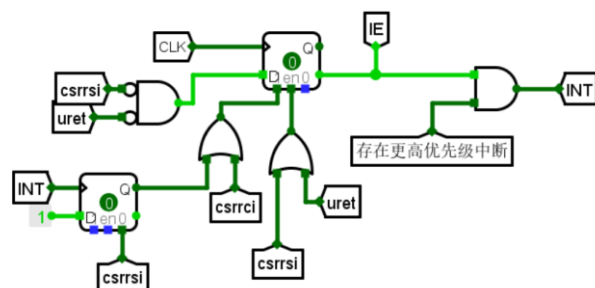 IE
CLK
Q
0
D en 0
csrrsi
uret
INT
存在更高优先级中断
INT
Q
0
1
D en 0
csrrci
uret
csrrsi
csrrsi